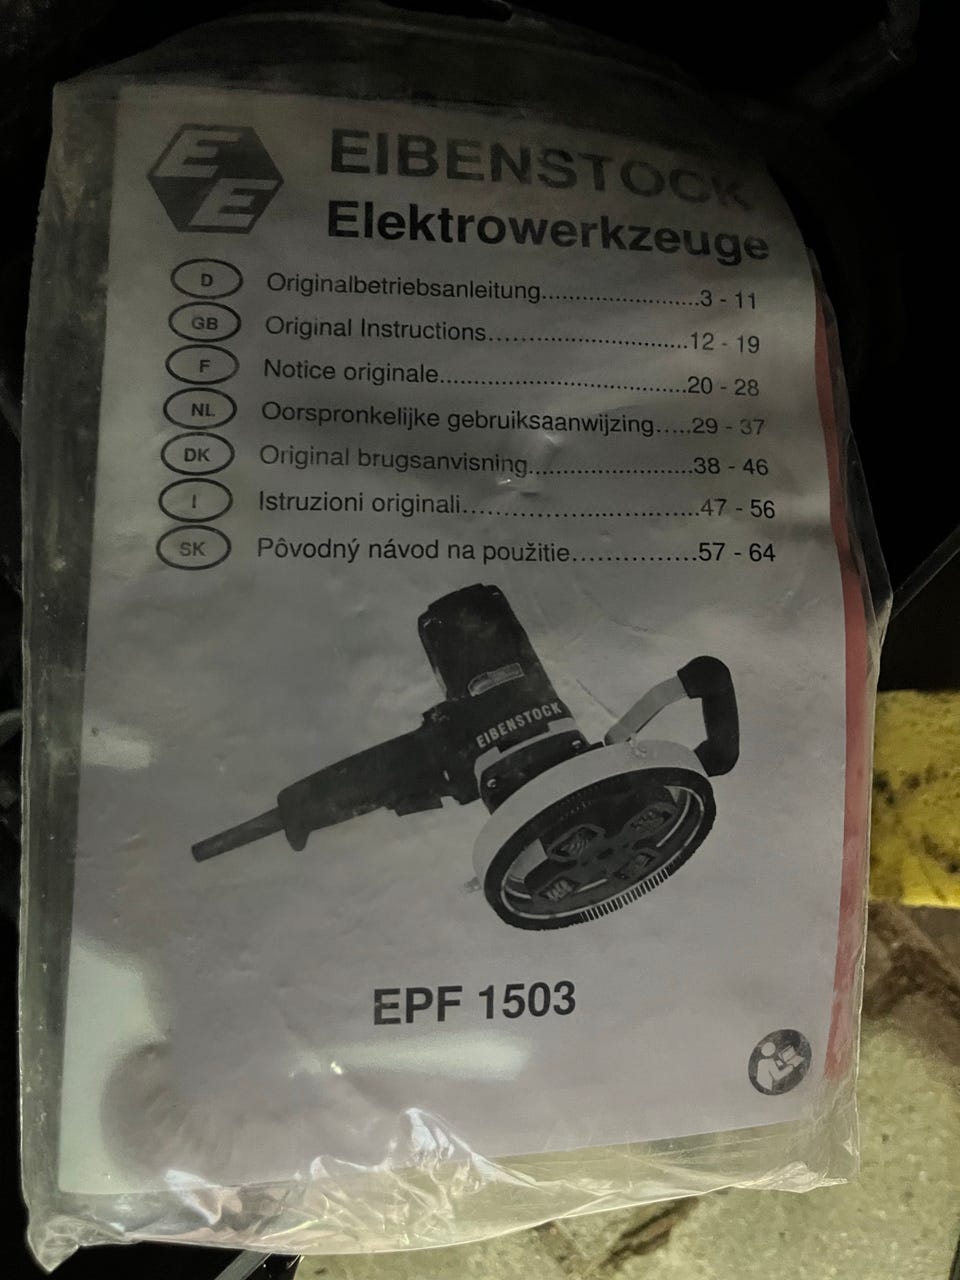 EE
EIBENSTOCK
Elektrowerkzeuge
D Originalbetriebsanleitung........................3 - 11
GB Original Instructions...............................12 - 19
F Notice originale......................................20 - 28
NL Oorspronkelijke gebruiksaanwijzing.....29 - 37
DK Original brugsanvisning.........................38 - 46
I Istruzioni originali....................................47 - 56
SK Pôvodný návod na použitie...................57 - 64
EIBENSTOCK
EPF 1503